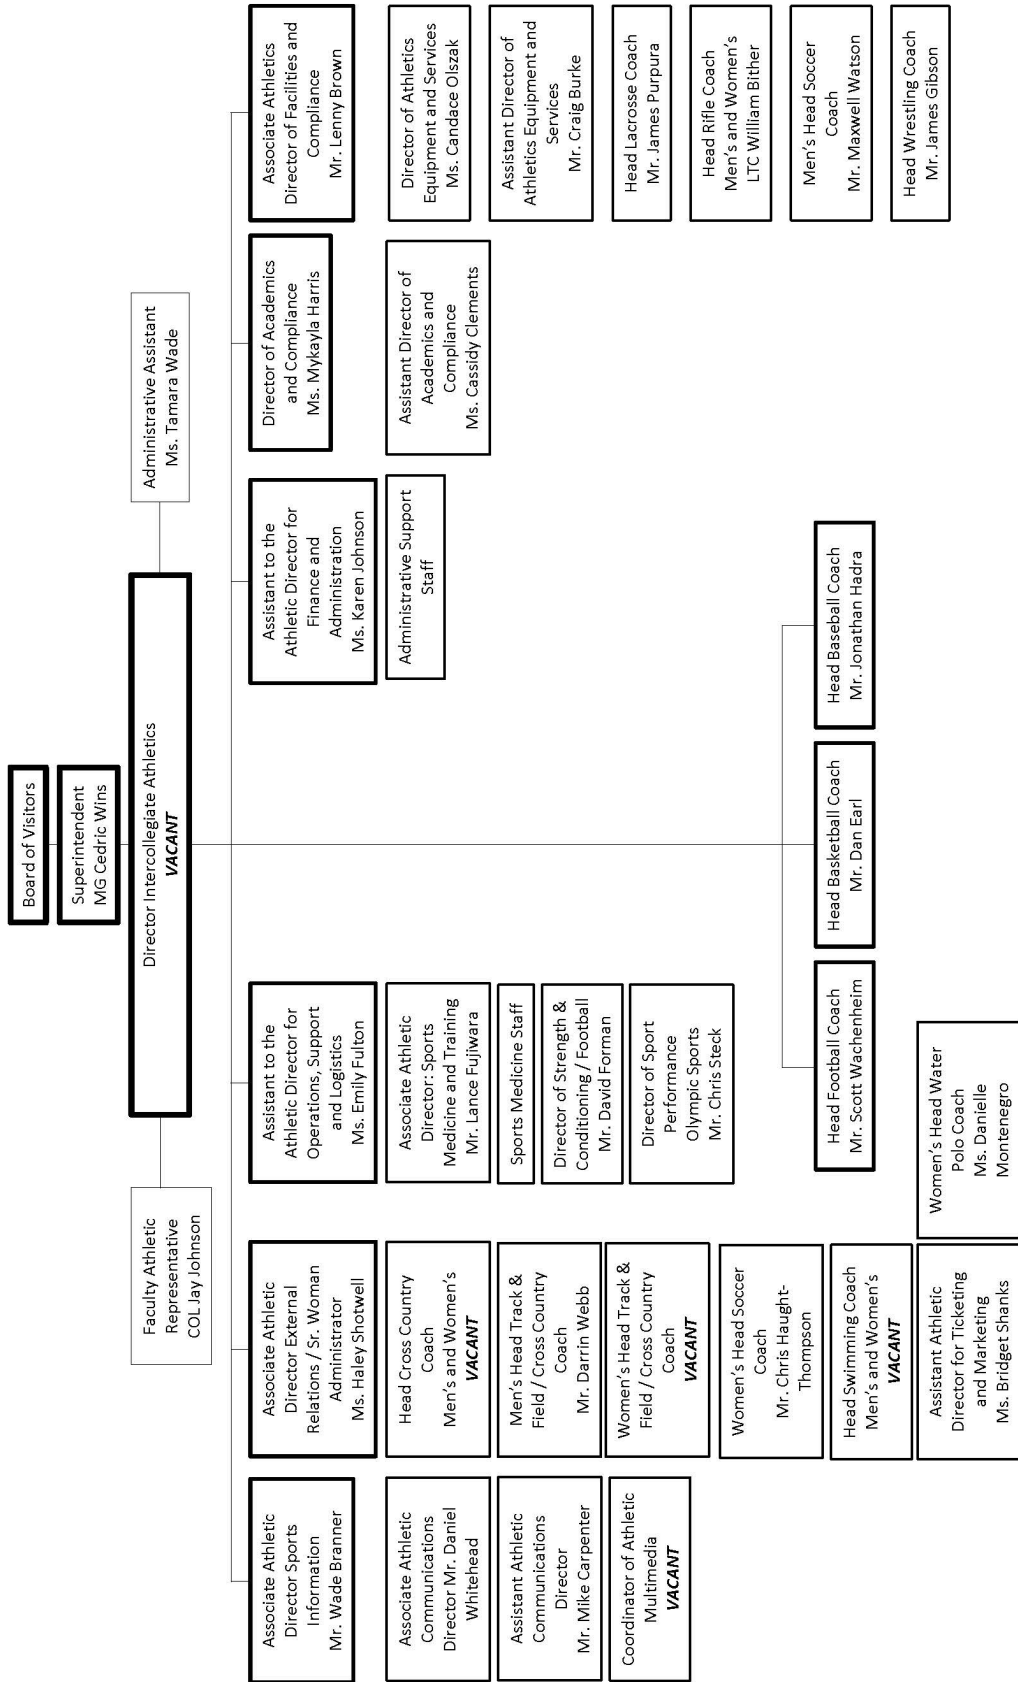 Board of Visitors
Superintendent
MG Cedric Wins
Director Intercollegiate Athletics
VACANT
Faculty Athletic
Representative
COL Jay Johnson
Administrative Assistant
Ms. Tamara Wade
Associate Athletic
Director Sports
Information
Mr. Wade Branner
Associate Athletic
Communications
Director Mr. Daniel
Whitehead
Assistant Athletic
Communications
Director
Mr. Mike Carpenter
Coordinator of Athletic
Multimedia
VACANT
Associate Athletic
Director External
Relations / Sr. Woman
Administrator
Ms. Haley Shotwell
Head Cross Country
Coach
Men's and Women's
VACANT
Men's Head Track &
Field / Cross Country
Coach
Mr. Darrin Webb
Women's Head Track &
Field / Cross Country
Coach
VACANT
Women's Head Soccer
Coach
Mr. Chris Haught-
Thompson
Head Swimming Coach
Men's and Women's
VACANT
Assistant Athletic
Director for Ticketing
and Marketing
Ms. Bridget Shanks
Women's Head Water
Polo Coach
Ms. Danielle
Montenegro
Assistant to the
Athletic Director for
Operations, Support
and Logistics
Ms. Emily Fulton
Associate Athletic
Director: Sports
Medicine and Training
Mr. Lance Fujiwara
Sports Medicine Staff
Director of Strength &
Conditioning / Football
Mr. David Forman
Director of Sport
Performance
Olympic Sports
Mr. Chris Steck
Head Football Coach
Mr. Scott Wachenheim
Head Basketball Coach
Mr. Dan Earl
Head Baseball Coach
Mr. Jonathan Hadra
Assistant to the
Athletic Director for
Finance and
Administration
Ms. Karen Johnson
Administrative Support
Staff
Director of Academics
and Compliance
Ms. Mykayla Harris
Assistant Director of
Academics and
Compliance
Ms. Cassidy Clements
Associate Athletics
Director of Facilities and
Compliance
Mr. Lenny Brown
Director of Athletics
Equipment and Services
Ms. Candace Olszak
Assistant Director of
Athletics Equipment and
Services
Mr. Craig Burke
Head Lacrosse Coach
Mr. James Purpura
Head Rifle Coach
Men's and Women's
LTC William Bither
Men's Head Soccer
Coach
Mr. Maxwell Watson
Head Wrestling Coach
Mr. James Gibson